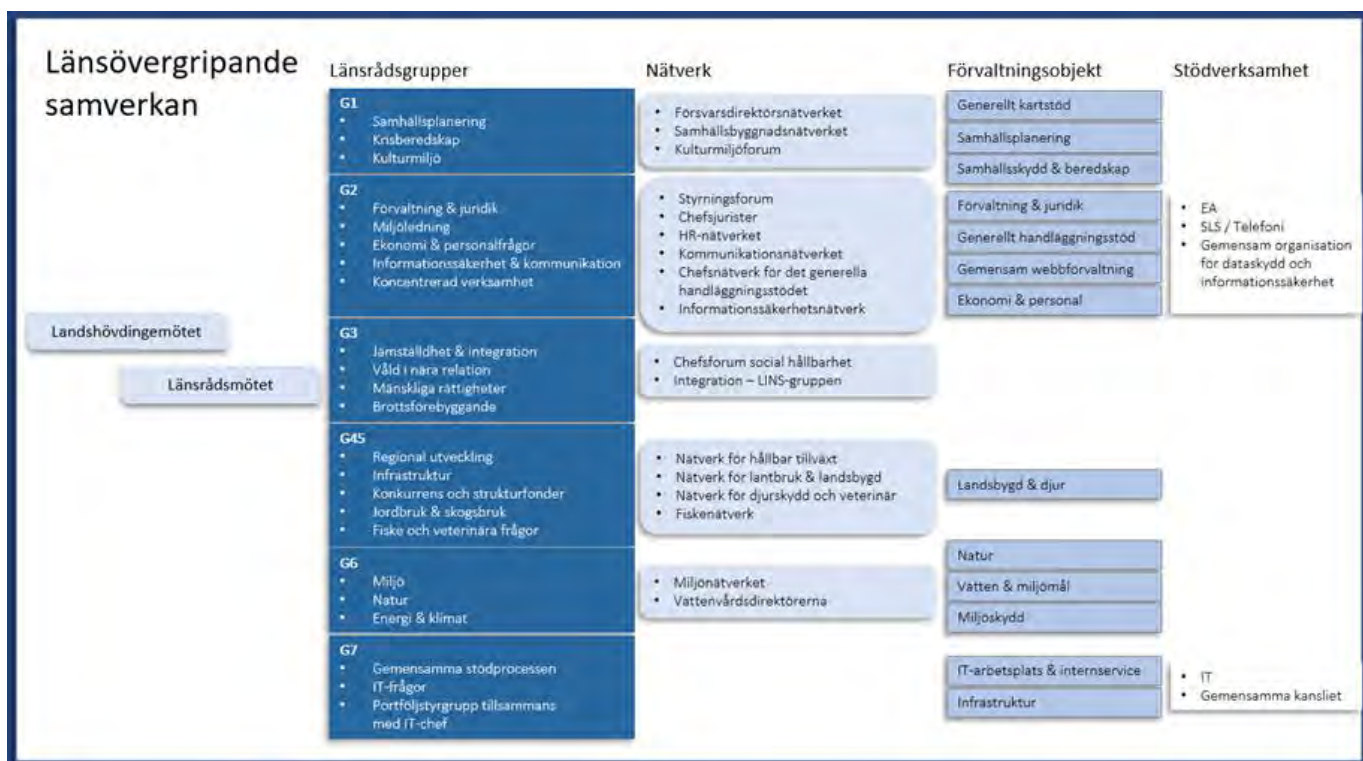 Länsövergripande
samverkan
Länsrådsgrupper
Nätverk
Förvaltningsobjekt
Stödverksamhet
Landshövdingemötet
Länsrådsmötet
G1
• Samhällsplanering
• Krisberedskap
• Kulturmiljö
• Försvarsdirektörsnätverket
• Samhällsbyggnadsnätverket
• Kulturmiljöforum
Generellt kartstöd
Samhällsplanering
Samhällsskydd & beredskap
G2
• Förvaltning & juridik
• Miljöledning
• Ekonomi & personalfrågor
• Informationssäkerhet & kommunikation
• Koncentrerad verksamhet
• Styrningsforum
• Chefsjurister
• HR-nätverket
• Kommunikationsnätverket
• Chefsnätverk för det generella
handläggningsstödet
• Informationssäkerhetsnätverk
Förvaltning & juridik
Generellt handläggningsstöd
Gemensam webbförvaltning
Ekonomi & personal
• EA
• SLS / Telefoni
• Gemensam organisation
för dataskydd och
informationssäkerhet
G3
• Jämställdhet & integration
• Våld i nära relation
• Mänskliga rättigheter
• Brottsförebyggande
• Chefsforum social hållbarhet
• Integration – LINS-gruppen
G45
• Regional utveckling
• Infrastruktur
• Konkurrens och strukturfonder
• Jordbruk & skogsbruk
• Fiske och veterinära frågor
• Nätverk för hållbar tillväxt
• Nätverk för lantbruk & landsbygd
• Nätverk för djurskydd och veterinär
• Fiskenätverk
Landsbygd & djur
G6
• Miljö
• Natur
• Energi & klimat
• Miljönätverket
• Vattenvårdsdirektörerna
Natur
Vatten & miljömål
Miljöskydd
G7
• Gemensamma stödprocessen
• IT-frågor
• Portföljstyrgrupp tillsammans
med IT-chef
IT-arbetsplats & internservice
Infrastruktur
• IT
• Gemensamma kansliet